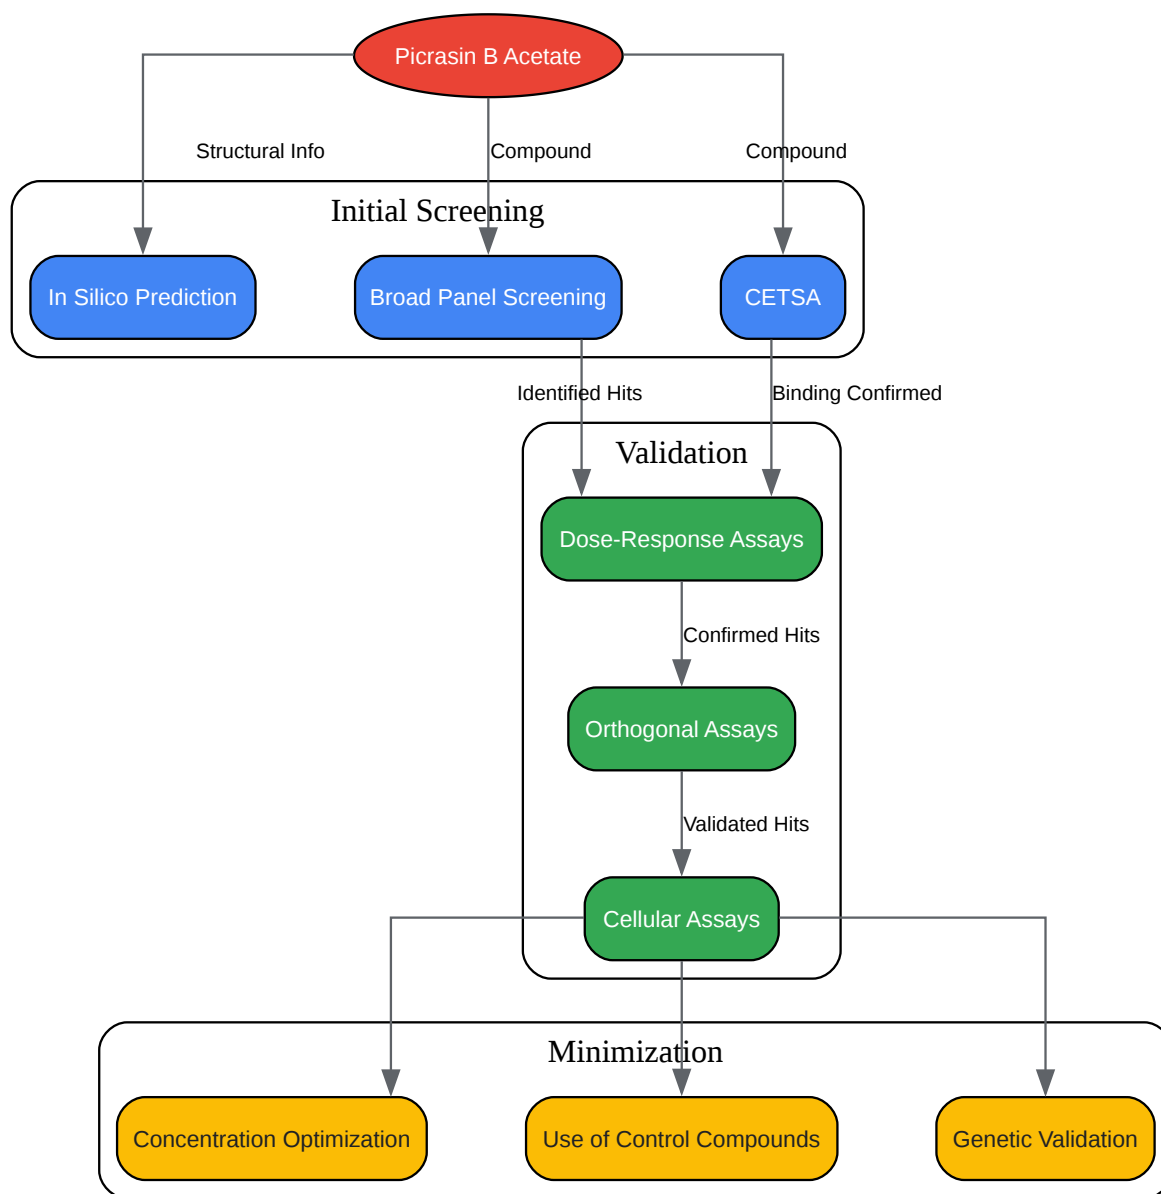 Picrasin B Acetate
Structural Info
Compound
Compound
Initial Screening
In Silico Prediction
Broad Panel Screening
CETSA
Identified Hits
Binding Confirmed
Validation
Dose-Response Assays
Confirmed Hits
Orthogonal Assays
Validated Hits
Cellular Assays
Minimization
Concentration Optimization
Use of Control Compounds
Genetic Validation